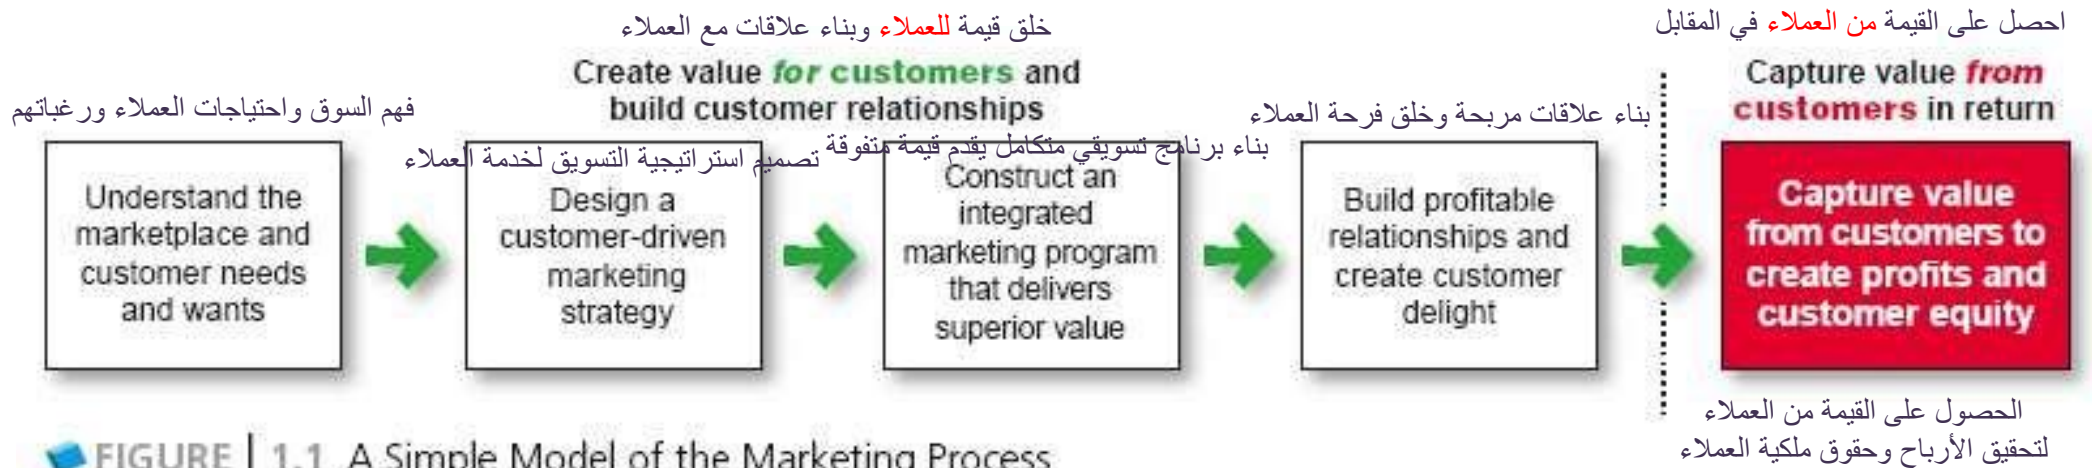 خلق قيمة للعملاء وبناء علاقات مع العملاء
Create value for customers and
build customer relationships
احصل على القيمة من العملاء في المقابل
Capture value from
customers in return
فهم السوق واحتياجات العملاء ورغباتهم
Understand the
marketplace and
customer needs
and wants
تصميم استراتيجية التسويق لخدمة العملاء
Design a
customer-driven
marketing
strategy
بناء برنامج تسويقي متكامل يقدم قيمة متفوقة
Construct an
integrated
marketing program
that delivers
superior value
بناء علاقات مربحة وخلق فرحة العملاء
Build profitable
relationships and
create customer
delight
Capture value
from customers to
create profits and
customer equity
الحصول على القيمة من العملاء
لتحقيق الأرباح وحقوق ملكية العملاء
FIGURE | 1.1 A Simple Model of the Marketing Process